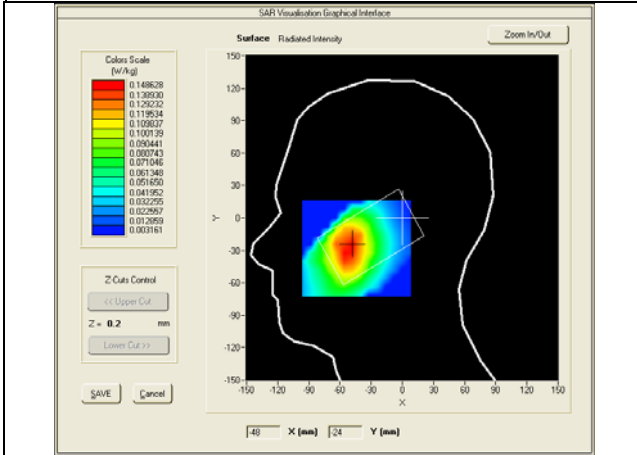 SAR Visualisation Graphical Interface
Surface Radiated Intensity
Zoom In/Out
Colors Scale
(W/kg)
0.148628
0.138930
0.129232
0.119534
0.109837
0.100139
0.090441
0.080743
0.071046
0.061348
0.051650
0.041952
0.032255
0.022557
0.012859
0.003161
Z-Cuts Control
<< Upper Cut
Z = 0.2 mm
Lower Cut >>
SAVE Cancel
150-
120-
90-
60-
30-
0-
-30-
-60-
-90-
-120-
-150-
Y
-150 -120 -90 -60 -30 0 30 60 90 120 150
X
-48 X (mm) -24 Y (mm)